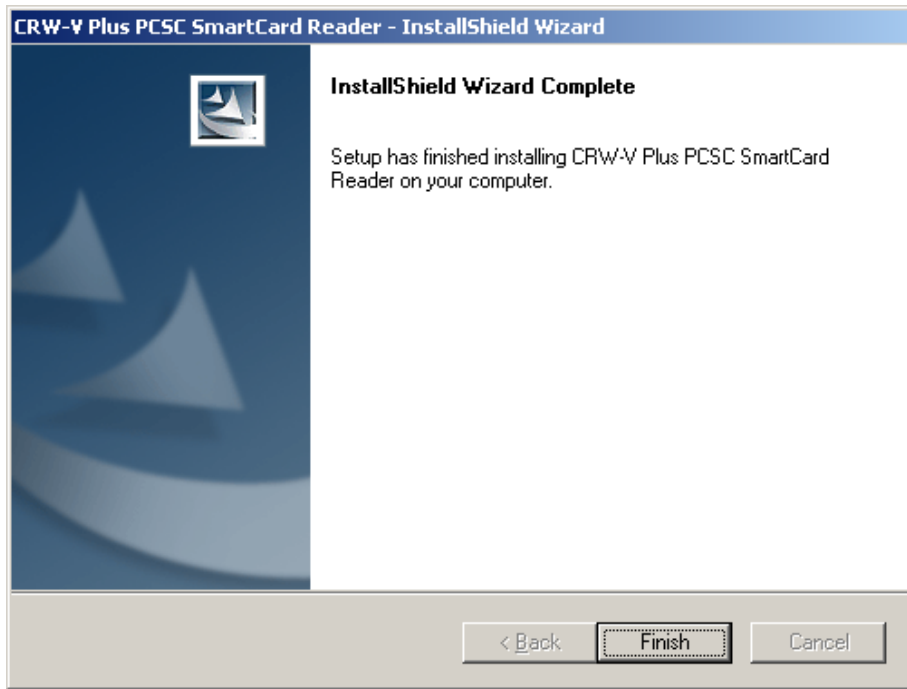 CRW-V Plus PCSC SmartCard Reader - InstallShield Wizard
InstallShield Wizard Complete
Setup has finished installing CRW-V Plus PCSC SmartCard
Reader on your computer.
< Back
Finish
Cancel